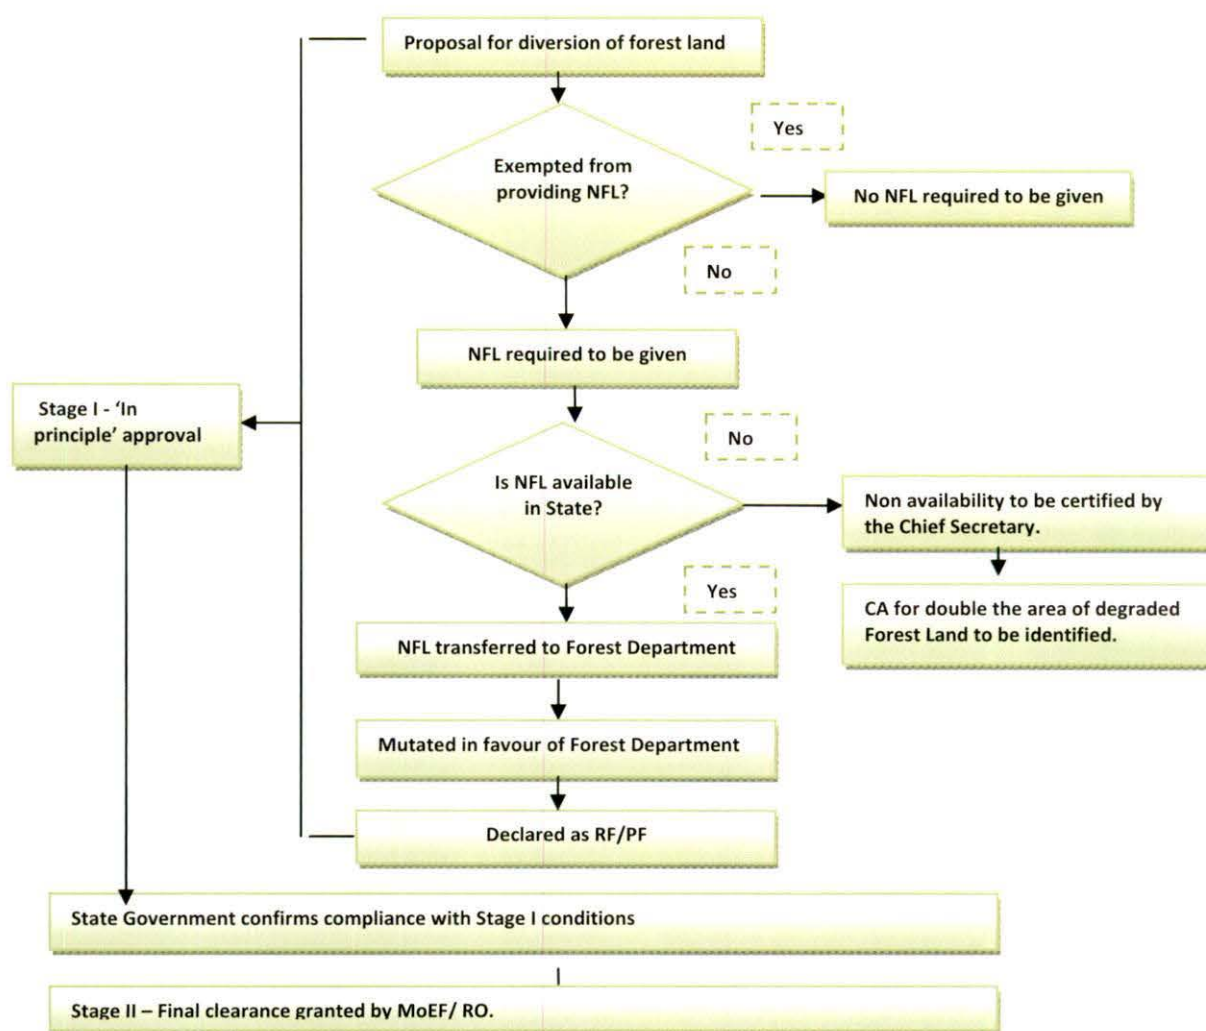 Proposal for diversion of forest land
Yes
Exempted from
providing NFL?
No NFL required to be given
No
NFL required to be given
Stage I - ‘In
principle’ approval
No
Is NFL available
in State?
Non availability to be certified by
the Chief Secretary.
Yes
CA for double the area of degraded
Forest Land to be identified.
NFL transferred to Forest Department
Mutated in favour of Forest Department
Declared as RF/PF
State Government confirms compliance with Stage I conditions
Stage II – Final clearance granted by MoEF/ RO.